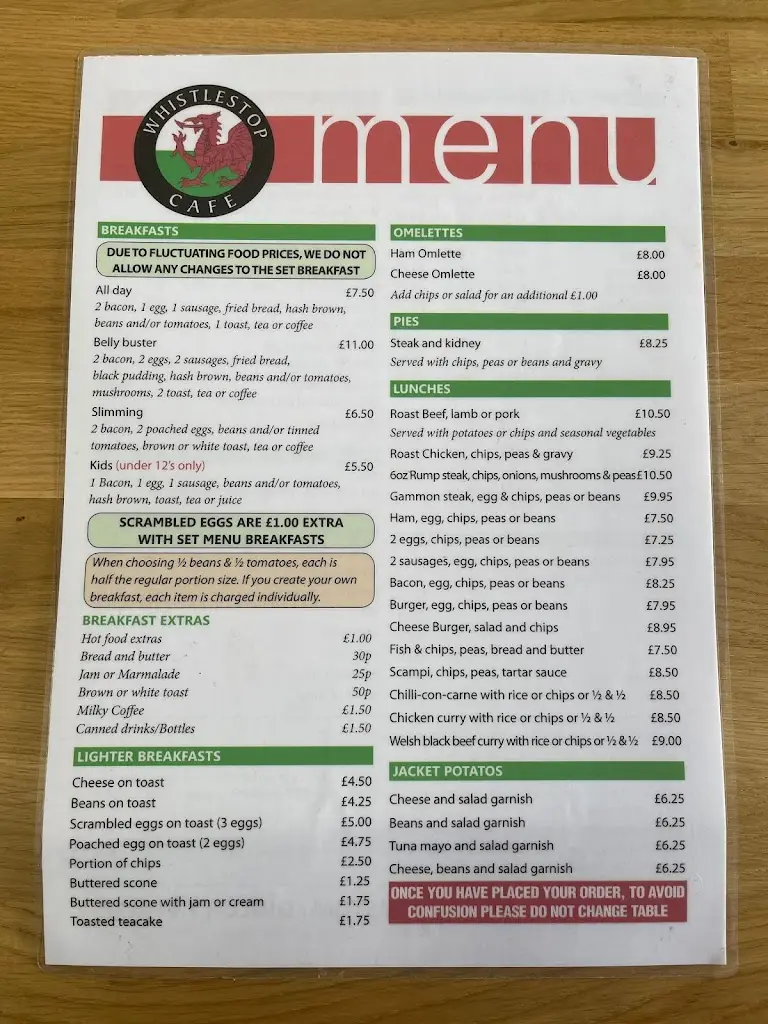 WHISTLESTOP
CAFE
menu
BREAKFASTS
DUE TO FLUCTUATING FOOD PRICES, WE DO NOT
ALLOW ANY CHANGES TO THE SET BREAKFAST
All day £7.50
2 bacon, 1 egg, 1 sausage, fried bread, hash brown,
beans and/or tomatoes, 1 toast, tea or coffee
Belly buster £11.00
2 bacon, 2 eggs, 2 sausages, fried bread,
black pudding, hash brown, beans and/or tomatoes,
mushrooms, 2 toast, tea or coffee
Slimming £6.50
2 bacon, 2 poached eggs, beans and/or tinned
tomatoes, brown or white toast, tea or coffee
Kids (under 12's only) £5.50
1 Bacon, 1 egg, 1 sausage, beans and/or tomatoes,
hash brown, toast, tea or juice
SCRAMBLED EGGS ARE £1.00 EXTRA
WITH SET MENU BREAKFASTS
When choosing ½ beans & ½ tomatoes, each is
half the regular portion size. If you create your own
breakfast, each item is charged individually.
BREAKFAST EXTRAS
Hot food extras £1.00
Bread and butter 30p
Jam or Marmalade 25p
Brown or white toast 50p
Milky Coffee £1.50
Canned drinks/Bottles £1.50
LIGHTER BREAKFASTS
Cheese on toast £4.50
Beans on toast £4.25
Scrambled eggs on toast (3 eggs) £5.00
Poached egg on toast (2 eggs) £4.75
Portion of chips £2.50
Buttered scone £1.25
Buttered scone with jam or cream £1.75
Toasted teacake £1.75
OMELETTES
Ham Omlette £8.00
Cheese Omlette £8.00
Add chips or salad for an additional £1.00
PIES
Steak and kidney £8.25
Served with chips, peas or beans and gravy
LUNCHES
Roast Beef, lamb or pork £10.50
Served with potatoes or chips and seasonal vegetables
Roast Chicken, chips, peas & gravy £9.25
6oz Rump steak, chips, onions, mushrooms & peas £10.50
Gammon steak, egg & chips, peas or beans £9.95
Ham, egg, chips, peas or beans £7.50
2 eggs, chips, peas or beans £7.25
2 sausages, egg, chips, peas or beans £7.95
Bacon, egg, chips, peas or beans £8.25
Burger, egg, chips, peas or beans £7.95
Cheese Burger, salad and chips £8.95
Fish & chips, peas, bread and butter £7.50
Scampi, chips, peas, tartar sauce £8.50
Chilli-con-carne with rice or chips or ½ & ½ £8.50
Chicken curry with rice or chips or ½ & ½ £8.50
Welsh black beef curry with rice or chips or ½ & ½ £9.00
JACKET POTATOS
Cheese and salad garnish £6.25
Beans and salad garnish £6.25
Tuna mayo and salad garnish £6.25
Cheese, beans and salad garnish £6.25
ONCE YOU HAVE PLACED YOUR ORDER, TO AVOID
CONFUSION PLEASE DO NOT CHANGE TABLE